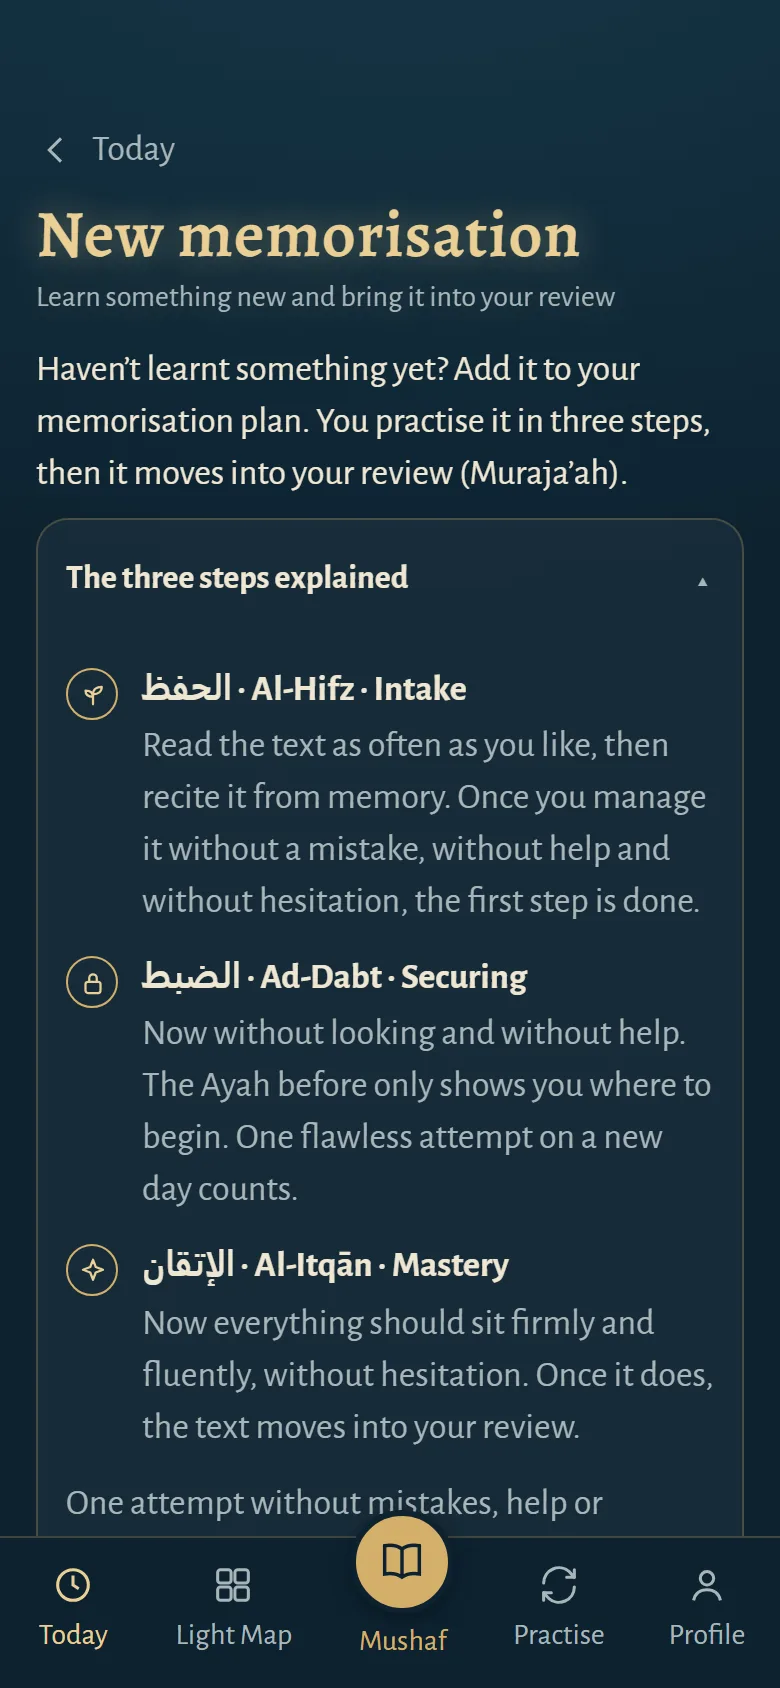 Today
New memorisation
Learn something new and bring it into your review
Haven’t learnt something yet? Add it to your
memorisation plan. You practise it in three steps,
then it moves into your review (Muraja’ah).
The three steps explained
الحفظ · Al-Hifz · Intake
Read the text as often as you like, then
recite it from memory. Once you manage
it without a mistake, without help and
without hesitation, the first step is done.
الضبط · Ad-Dabt · Securing
Now without looking and without help.
The Ayah before only shows you where to
begin. One flawless attempt on a new
day counts.
الإتقان · Al-Itqān · Mastery
Now everything should sit firmly and
fluently, without hesitation. Once it does,
the text moves into your review.
One attempt without mistakes, help or
Today
Light Map
Mushaf
Practise
Profile